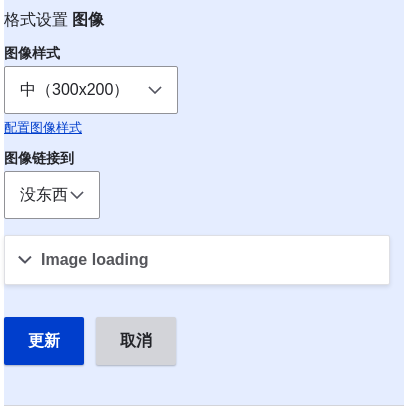 格式设置 图像
图像样式
中（300x200）
配置图像样式
图像链接到
没东西
Image loading
更新 取消